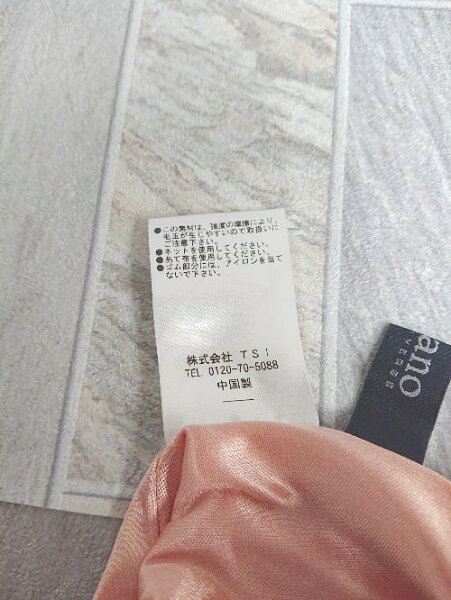 ●この素材は、強度の摩擦により、
毛玉が生じやすいので取扱いに
ご注意下さい。
●ネットを使用してください。
●あて布を使用してください。
●ゴム部分には、アイロンを当て
ないで下さい。
株式会社 TSI
TEL 0120-70-5088
中国製
ano
VERSE